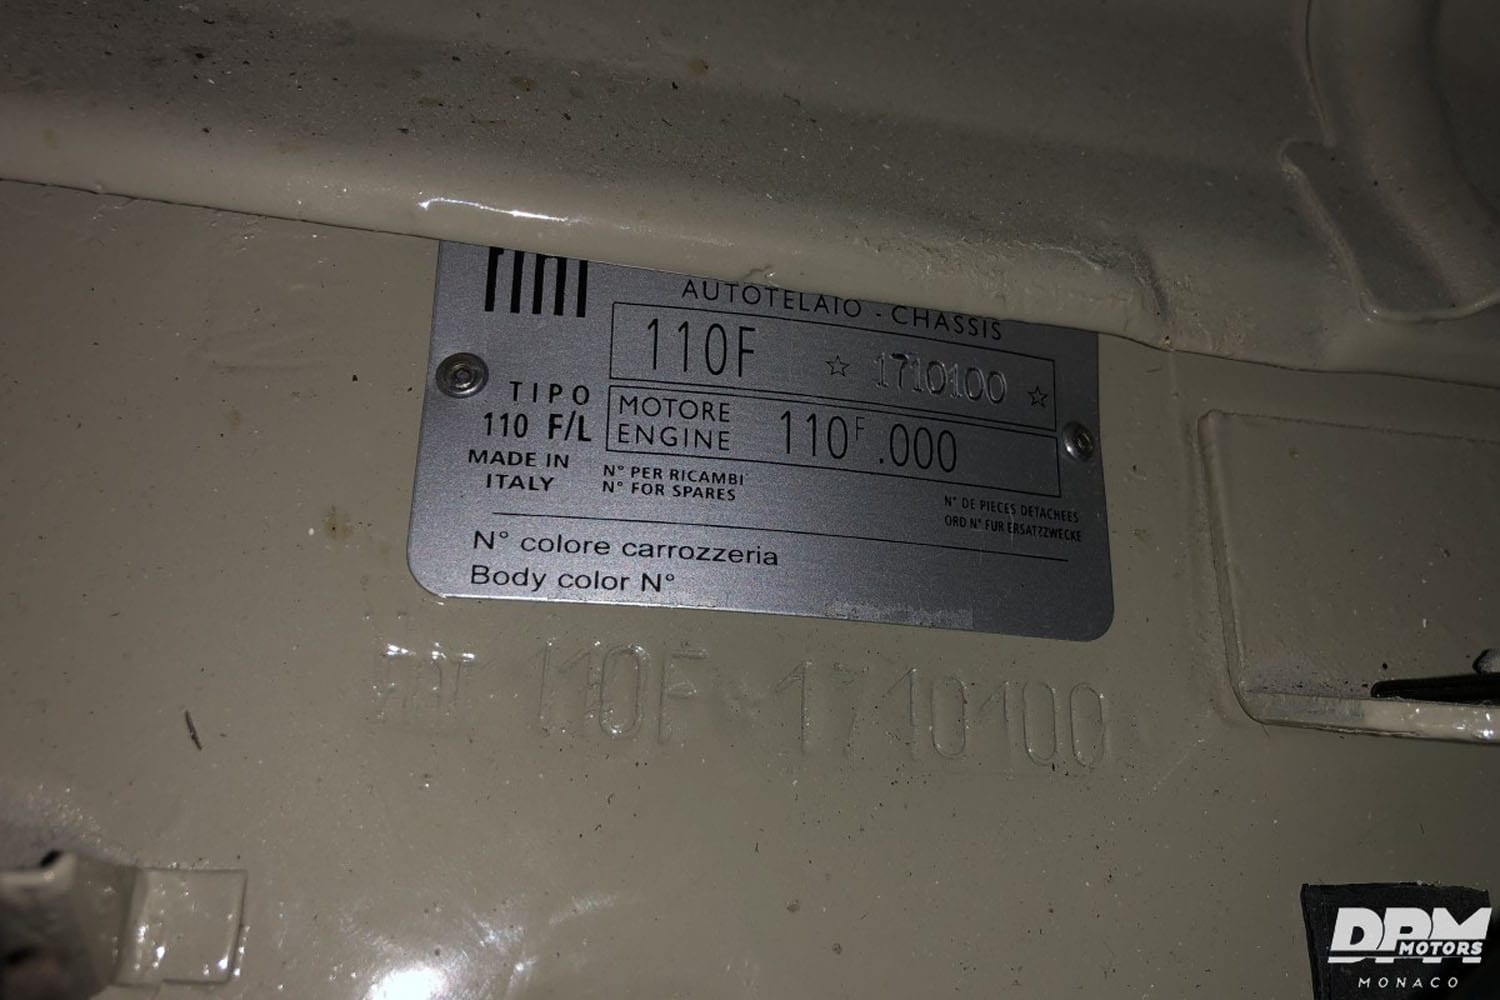 FIAT
AUTOTELAIO - CHASSIS
110F ☆ 1710100 ☆
TIPO
110 F/L
MOTORE
ENGINE
110F.000
MADE IN
ITALY
N° PER RICAMBI
N° FOR SPARES
N° DE PIECES DETACHEES
ORD N° FUR ERSATZZWECKE
N° colore carrozzeria
Body color N°
FIAT 110F 1710100
DPM
MOTORS
MONACO